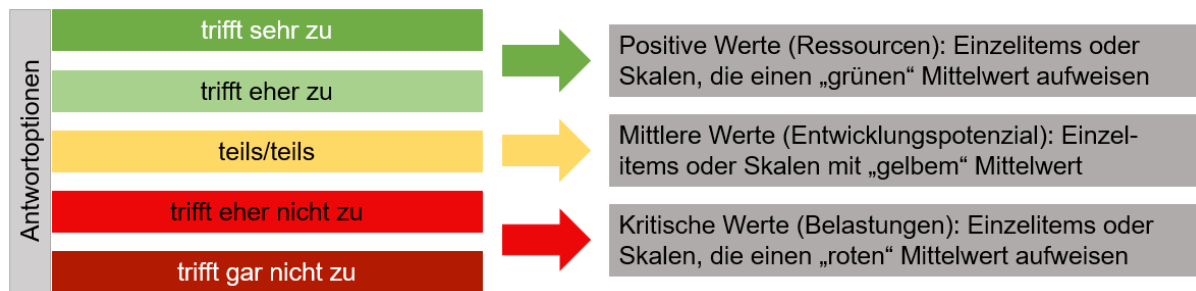 Antwortoptionen
trifft sehr zu
trifft eher zu
teils/teils
trifft eher nicht zu
trifft gar nicht zu
Positive Werte (Ressourcen): Einzelitems oder
Skalen, die einen „grünen“ Mittelwert aufweisen
Mittlere Werte (Entwicklungspotenzial): Einzel-
items oder Skalen mit „gelbem“ Mittelwert
Kritische Werte (Belastungen): Einzelitems oder
Skalen, die einen „roten“ Mittelwert aufweisen